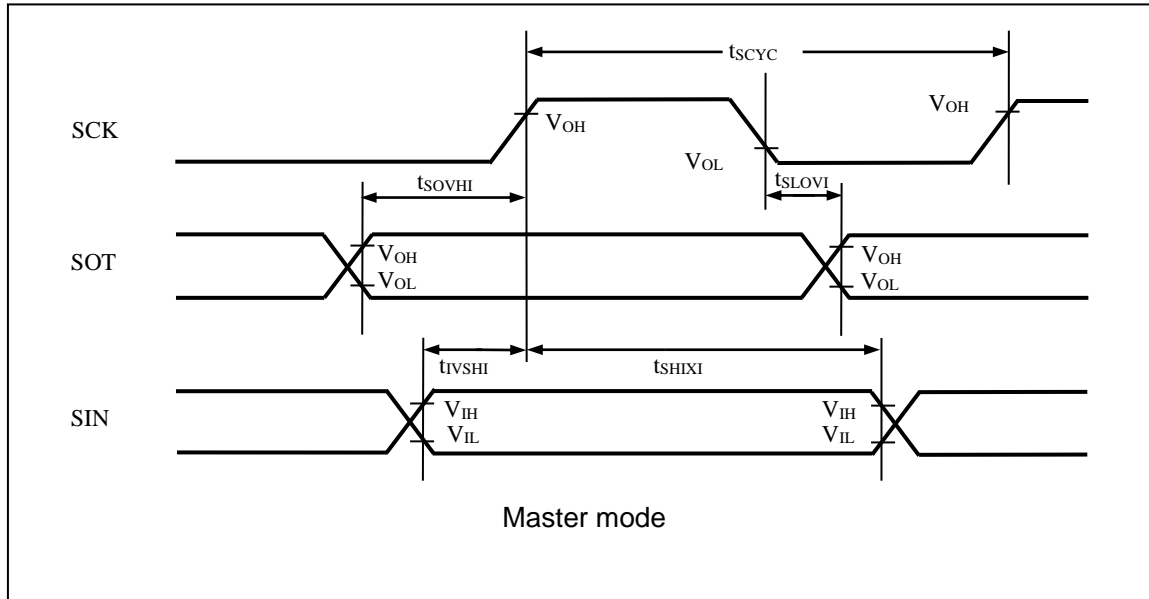 tSCYC
SCK
VOH
VOH
VOL
tSOVHI
tSLOVI
SOT
VOH
VOH
VOL
VOL
tIVSHI
tSHIXI
SIN
VIH
VIH
VIL
VIL
Master mode